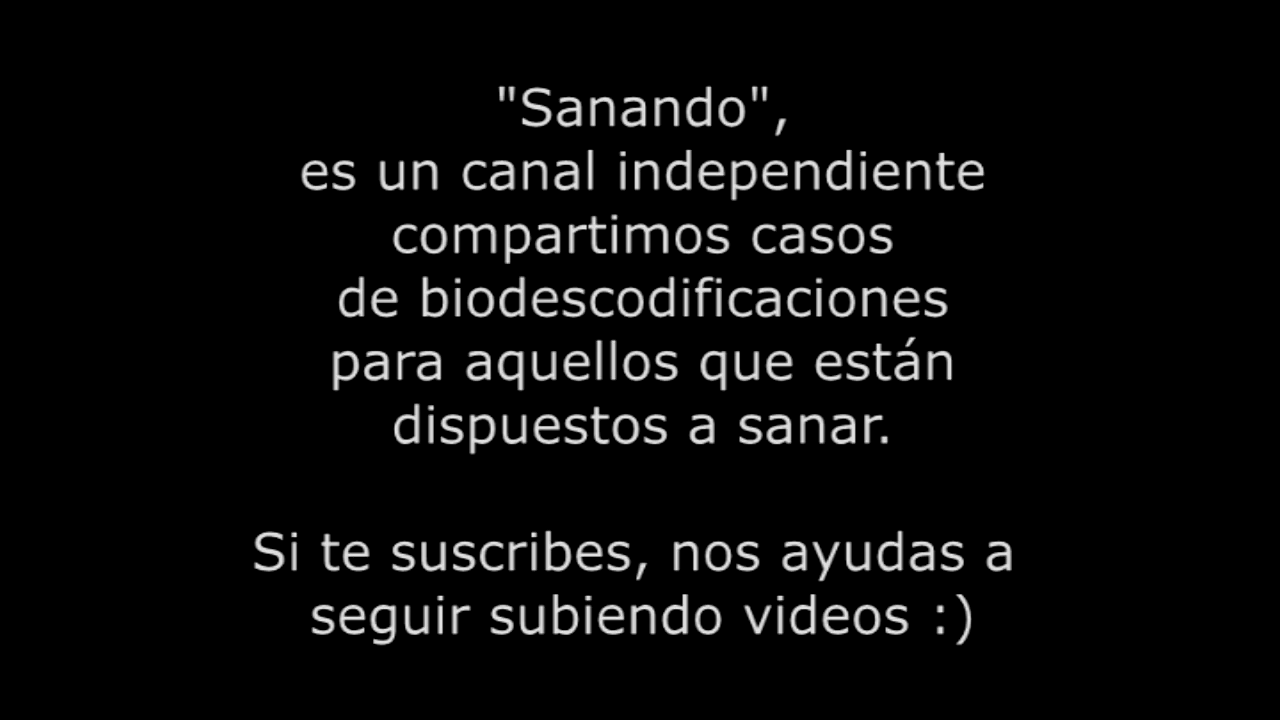 "Sanando",
es un canal independiente
compartimos casos
de biodescodificaciones
para aquellos que están
dispuestos a sanar.
Si te suscribes, nos ayudas a
seguir subiendo videos :)